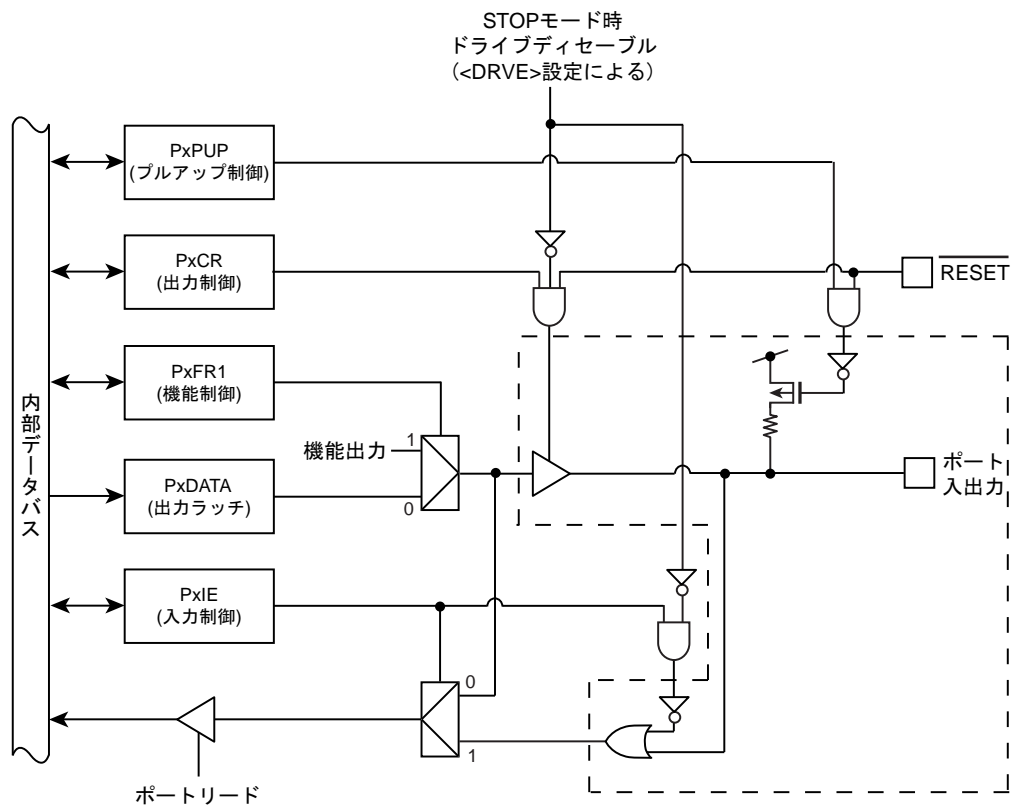 STOPモード時
ドライブディセーブル
(<DRVE>設定による)
PxPUP
(プルアップ制御)
PxCR
(出力制御)
RESET
PxFR1
(機能制御)
内部データバス
機能出力
1
0
PxDATA
(出力ラッチ)
ポート
入出力
PxIE
(入力制御)
0
1
ポートリード